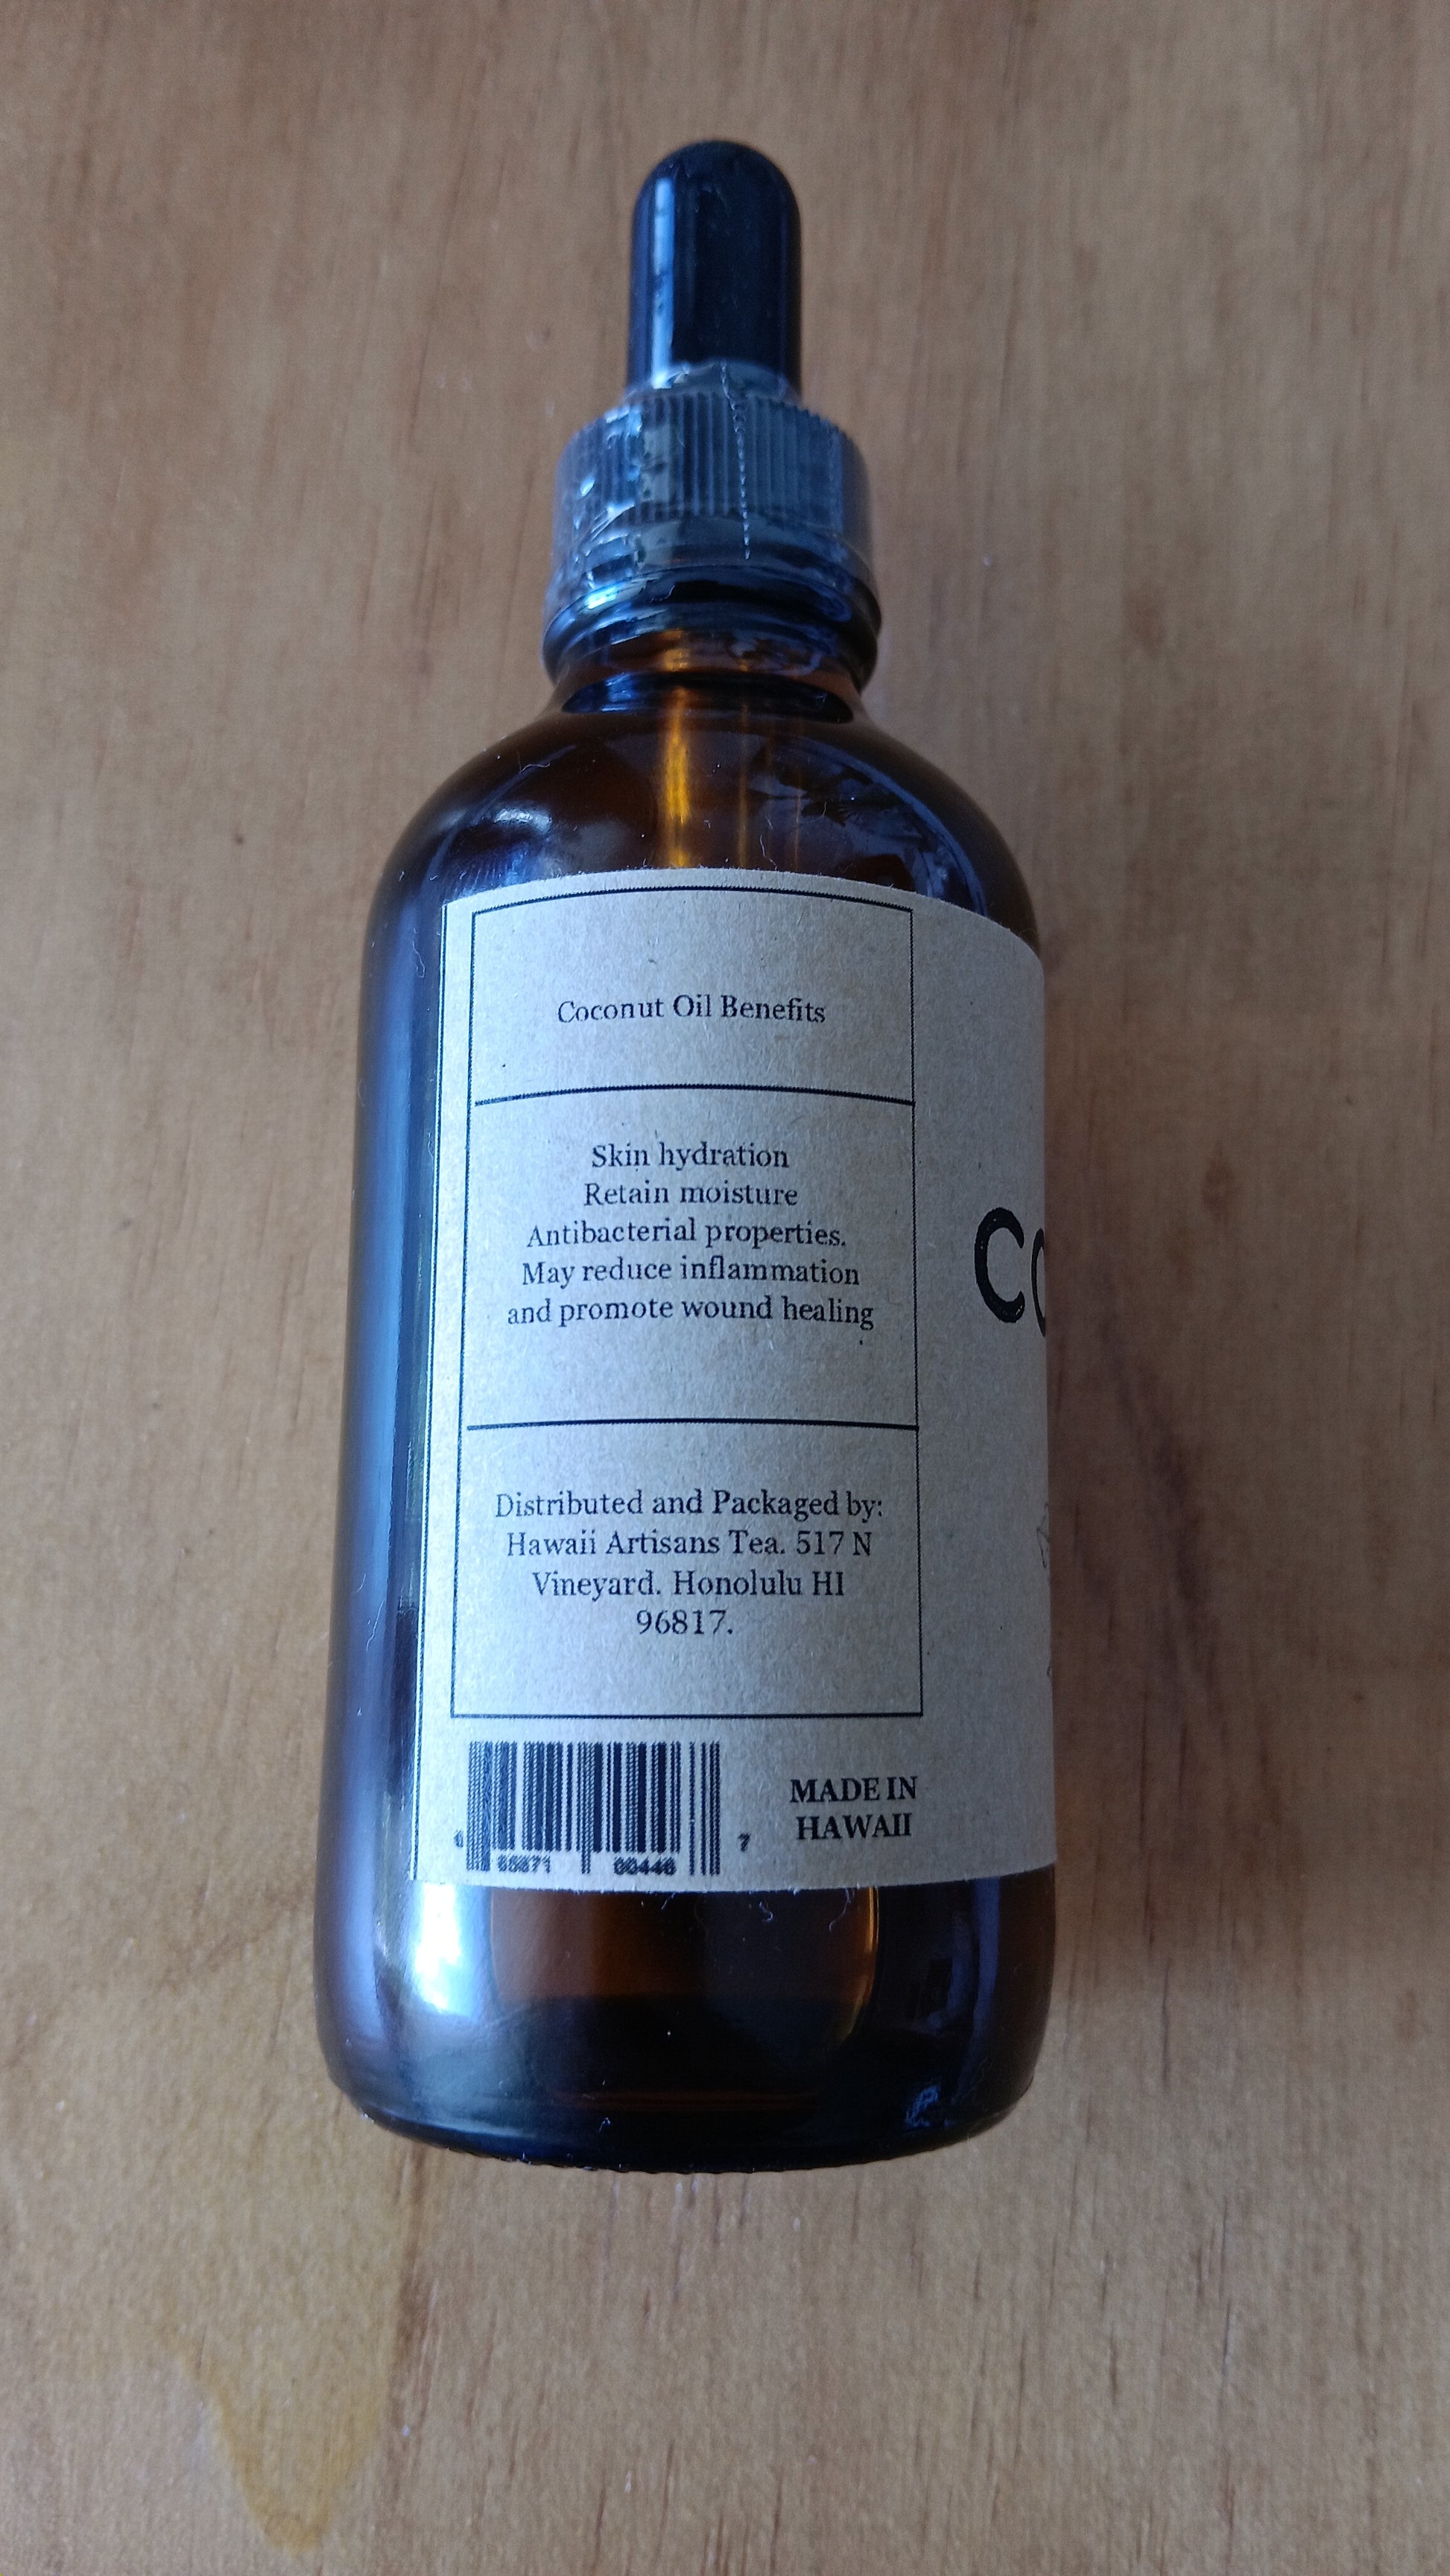 Coconut Oil Benefits
Skin hydration
Retain moisture
Antibacterial properties.
May reduce inflammation
and promote wound healing
Distributed and Packaged by:
Hawaii Artisans Tea. 517 N
Vineyard. Honolulu HI
96817.
MADE IN
HAWAII
7